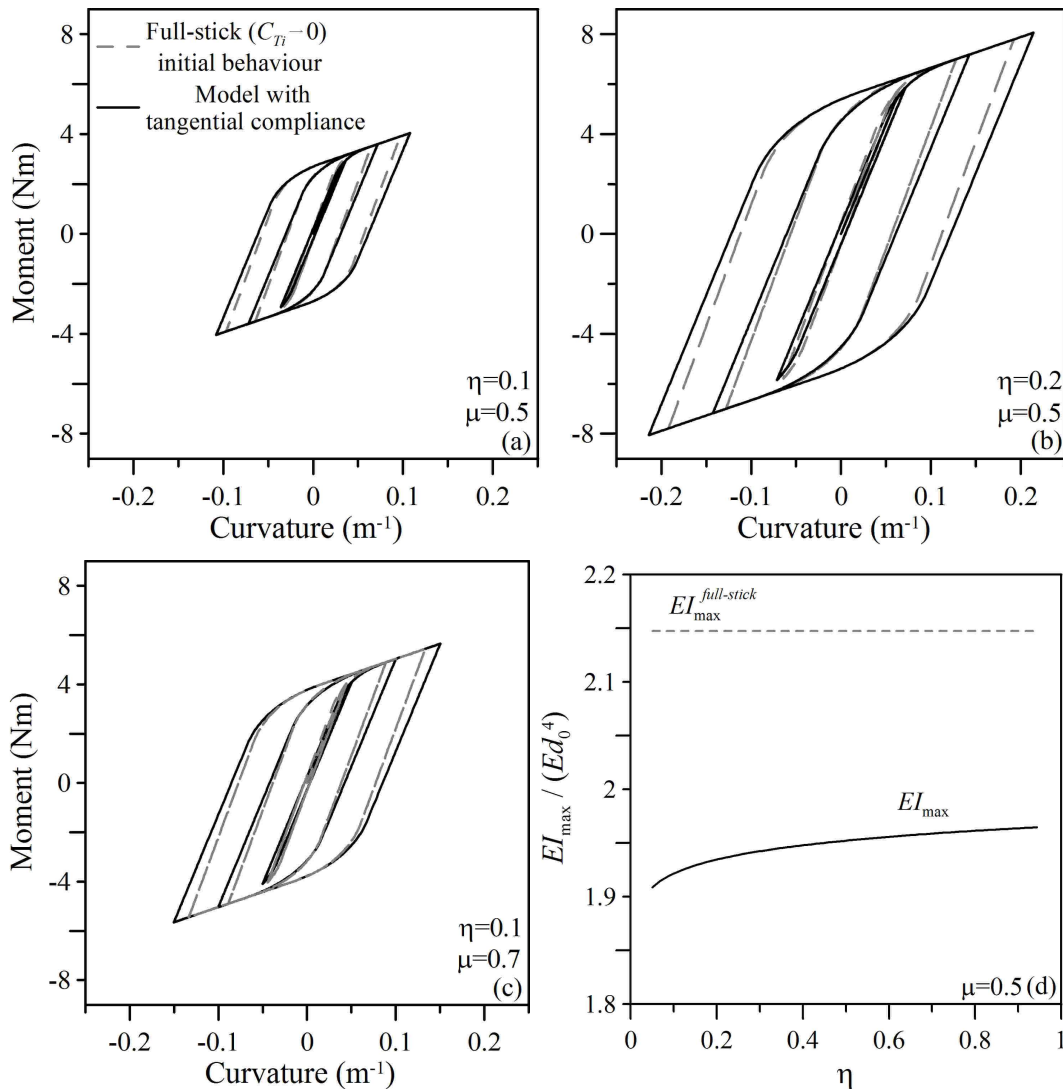 8
4
0
-4
-8
Moment (Nm)
Full-stick (C_Ti−0)
initial behaviour
Model with
tangential compliance
η=0.1
μ=0.5
(a)
-0.2 -0.1 0 0.1 0.2
Curvature (m⁻¹)
8
4
0
-4
-8
η=0.2
μ=0.5
(b)
-0.2 -0.1 0 0.1 0.2
Curvature (m⁻¹)
8
4
0
-4
-8
Moment (Nm)
η=0.1
μ=0.7
(c)
-0.2 -0.1 0 0.1 0.2
Curvature (m⁻¹)
2.2
2.1
2
1.9
1.8
EI_max / (Ed₀⁴)
EI_max^full-stick
EI_max
μ=0.5 (d)
0 0.2 0.4 0.6 0.8 1
η